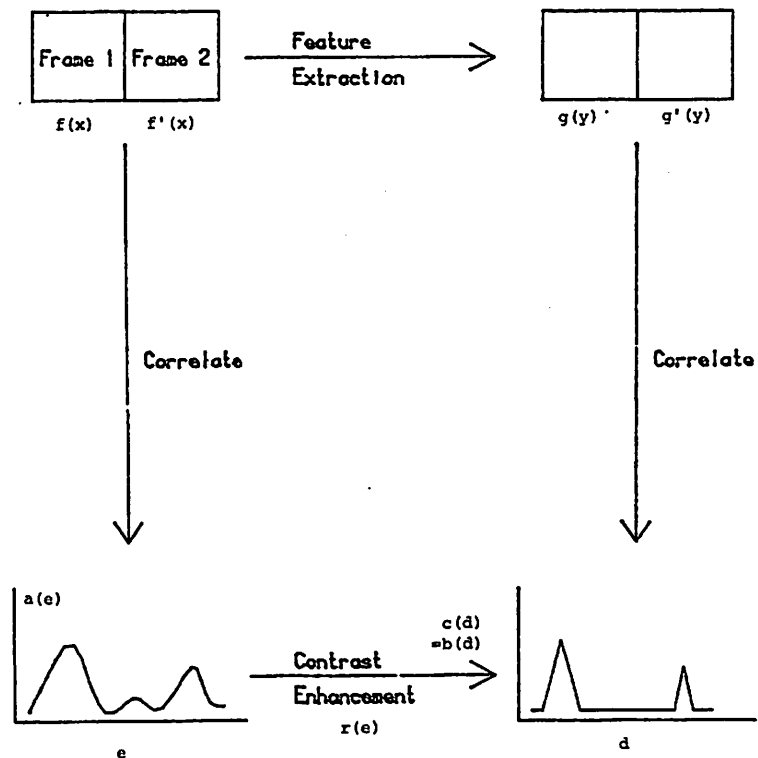 Frame 1 Frame 2
Feature
Extraction
f(x) f'(x)
g(y) g'(y)
Correlate
Correlate
a(e)
c(d)
=b(d)
Contrast
Enhancement
r(e)
e
d